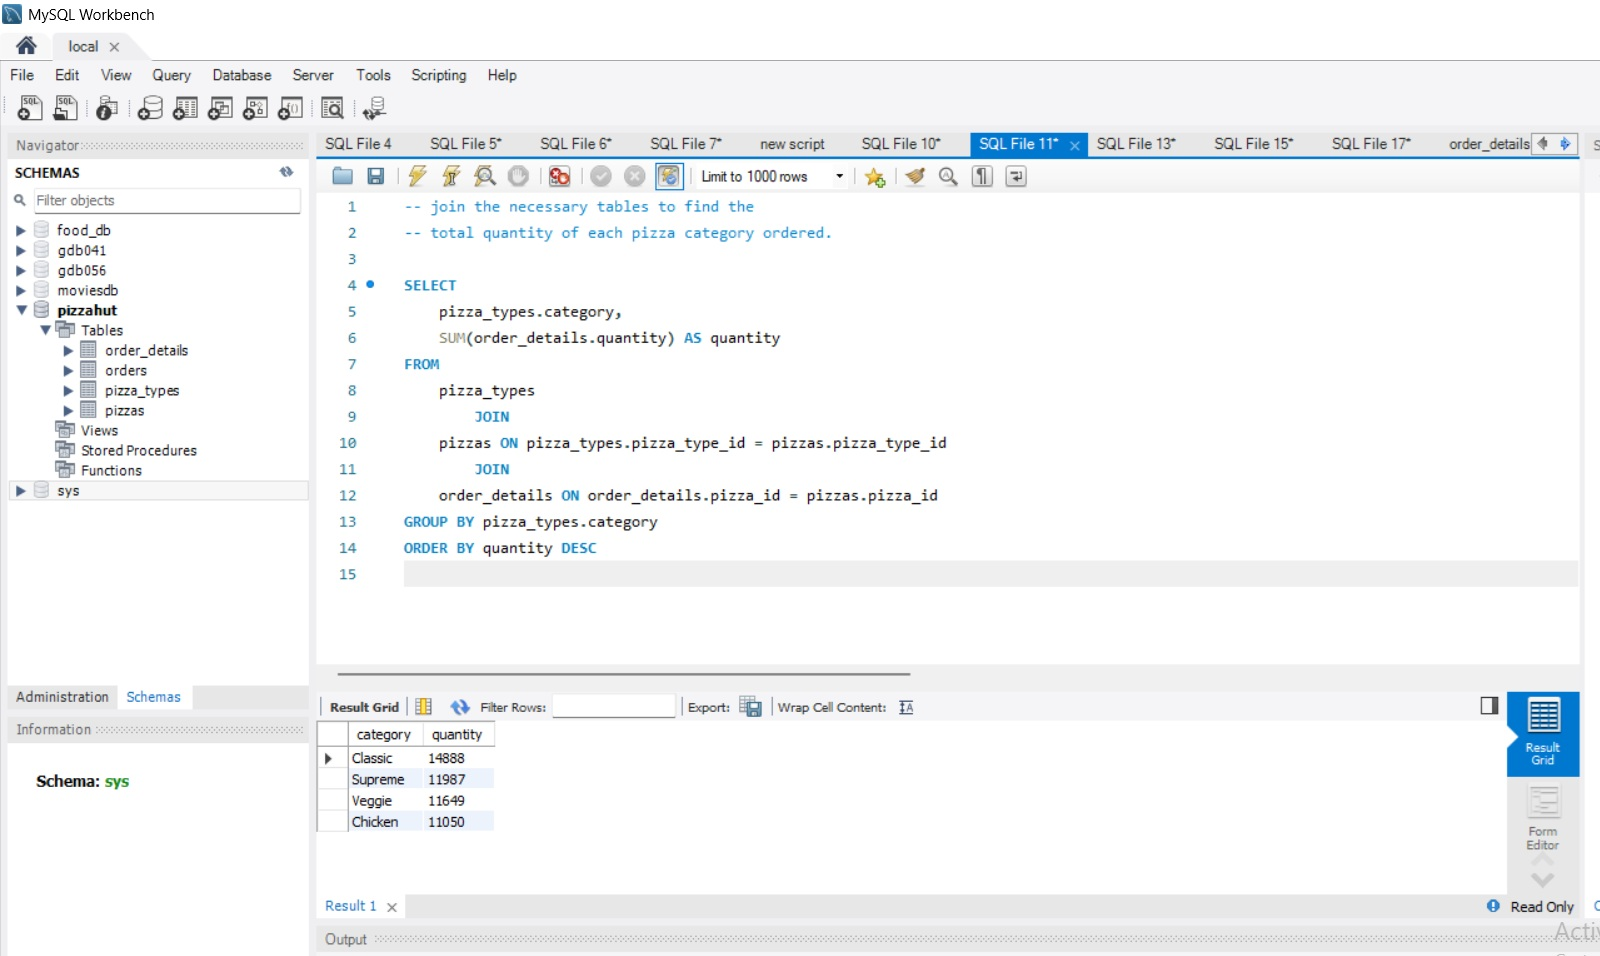 MySQL Workbench
local
File Edit View Query Database Server Tools Scripting Help
Navigator
SCHEMAS
Filter objects
food_db
gdb041
gdb056
moviesdb
pizzahut
Tables
order_details
orders
pizza_types
pizzas
Views
Stored Procedures
Functions
sys
Administration Schemas
Information
Schema: sys
SQL File 4 SQL File 5* SQL File 6* SQL File 7* new script SQL File 10* SQL File 11* SQL File 13* SQL File 15* SQL File 17* order_details
Limit to 1000 rows
1 -- join the necessary tables to find the
2 -- total quantity of each pizza category ordered.
3
4 SELECT
5 pizza_types.category,
6 SUM(order_details.quantity) AS quantity
7 FROM
8 pizza_types
9 JOIN
10 pizzas ON pizza_types.pizza_type_id = pizzas.pizza_type_id
11 JOIN
12 order_details ON order_details.pizza_id = pizzas.pizza_id
13 GROUP BY pizza_types.category
14 ORDER BY quantity DESC
15
Result Grid Filter Rows: Export: Wrap Cell Content:
category quantity
Classic 14888
Supreme 11987
Veggie 11649
Chicken 11050
Result Grid
Form Editor
Result 1
Read Only
Output
Activ